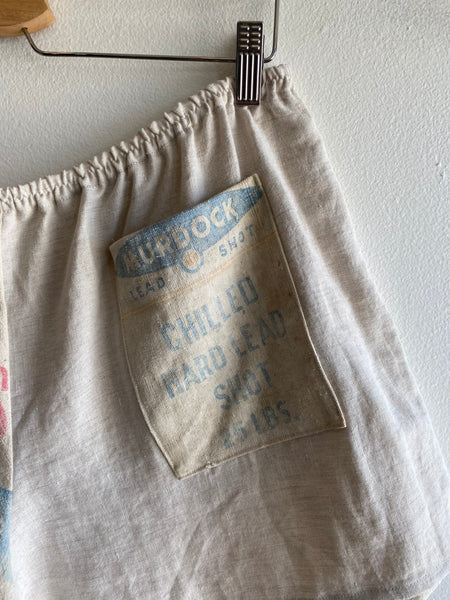 MURDOCK
LEAD SHOT
CHILLED
HARD LEAD
SHOT
25 LBS.